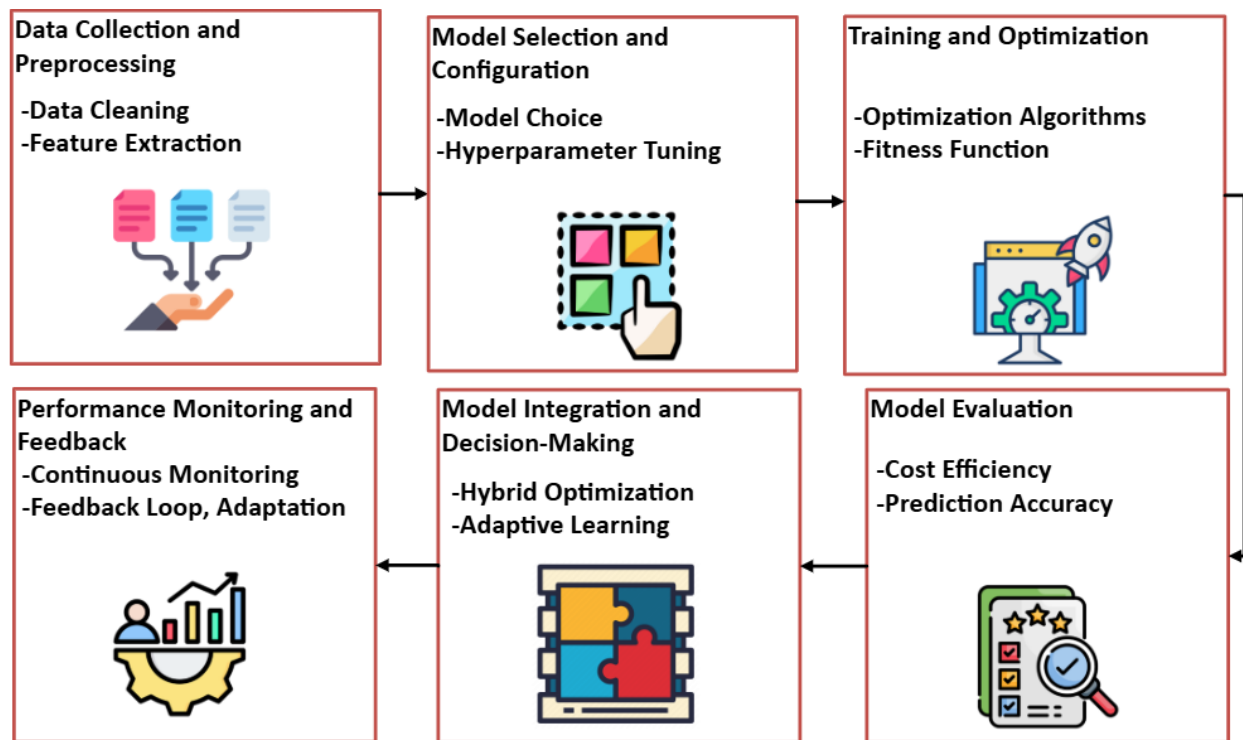 Data Collection and
Preprocessing
-Data Cleaning
-Feature Extraction
Model Selection and
Configuration
-Model Choice
-Hyperparameter Tuning
Training and Optimization
-Optimization Algorithms
-Fitness Function
Performance Monitoring and
Feedback
-Continuous Monitoring
-Feedback Loop, Adaptation
Model Integration and
Decision-Making
-Hybrid Optimization
-Adaptive Learning
Model Evaluation
-Cost Efficiency
-Prediction Accuracy